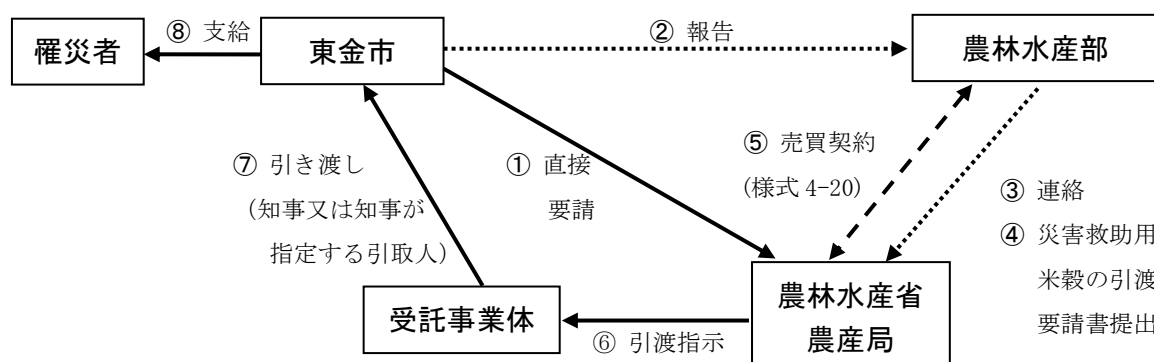 ⑧ 支給
② 報告
罹災者
東金市
農林水産部
⑤ 売買契約
(様式 4-20)
⑦ 引き渡し
(知事又は知事が
指定する引取人)
① 直接
要請
③ 連絡
④ 災害救助用
米穀の引渡
要請書提出
農林水産省
農産局
受託事業体
⑥ 引渡指示